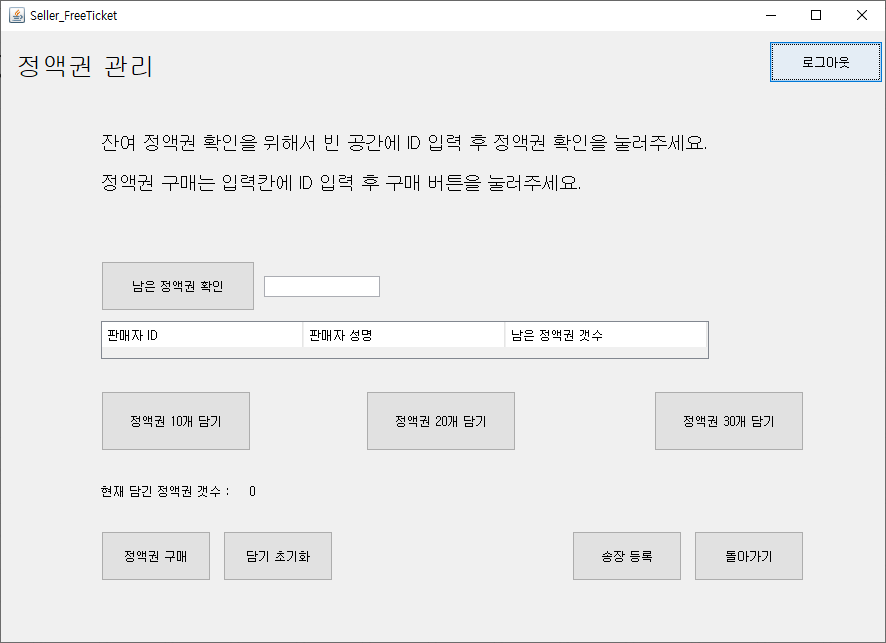 Seller_FreeTicket
정액권 관리
로그아웃
잔여 정액권 확인을 위해서 빈 공간에 ID 입력 후 정액권 확인을 눌러주세요.
정액권 구매는 입력칸에 ID 입력 후 구매 버튼을 눌러주세요.
남은 정액권 확인
판매자 ID 판매자 성명 남은 정액권 갯수
정액권 10개 담기 정액권 20개 담기 정액권 30개 담기
현재 담긴 정액권 갯수 : 0
정액권 구매 담기 초기화 송장 등록 돌아가기